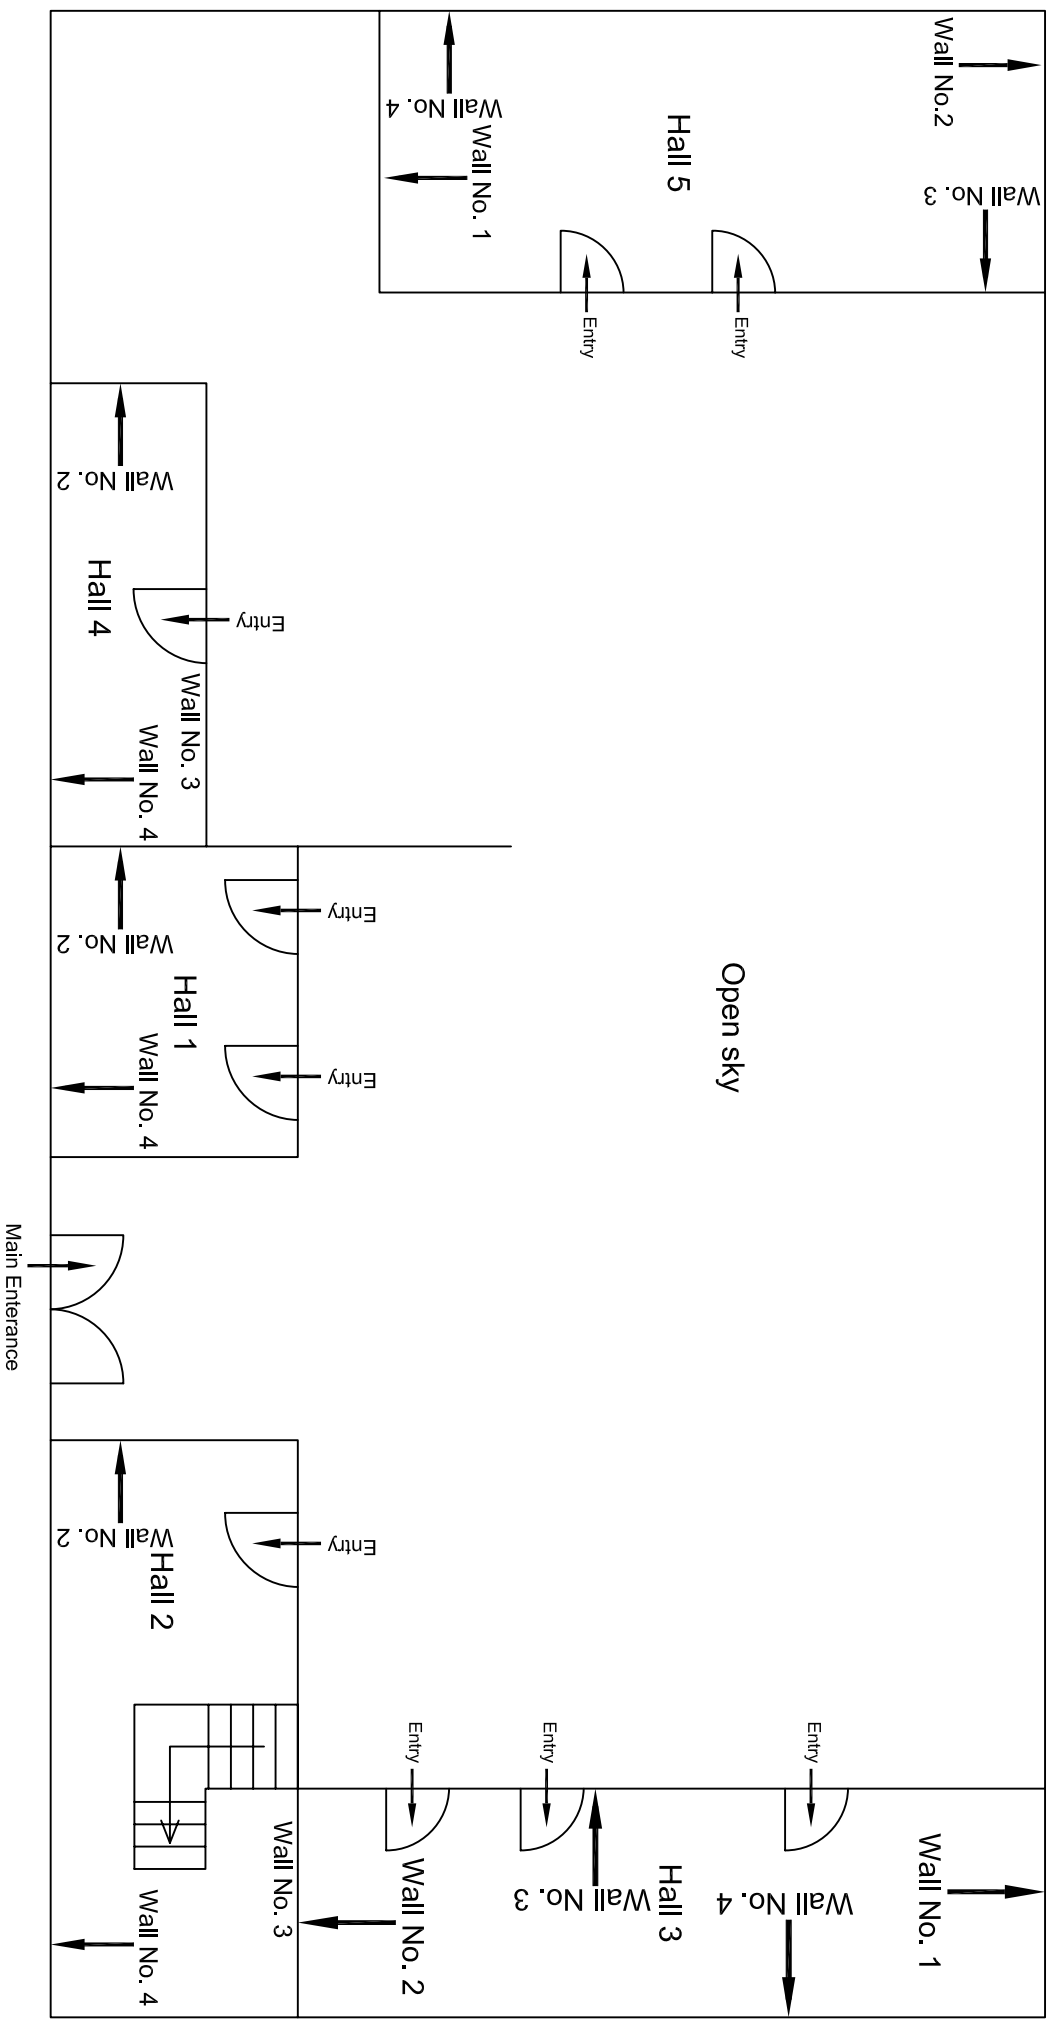 Wall No.2
Wall No. 3
Hall 5
Wall No. 4
Wall No. 1
Entry
Entry
Wall No. 2
Hall 4
Entry
Wall No. 3
Wall No. 4
Wall No. 2
Hall 1
Wall No. 4
Entry
Entry
Open sky
Main Enterance
Wall No. 2
Hall 2
Entry
Wall No. 3
Wall No. 4
Entry
Entry
Entry
Wall No. 2
Wall No. 3
Hall 3
Wall No. 4
Wall No. 1